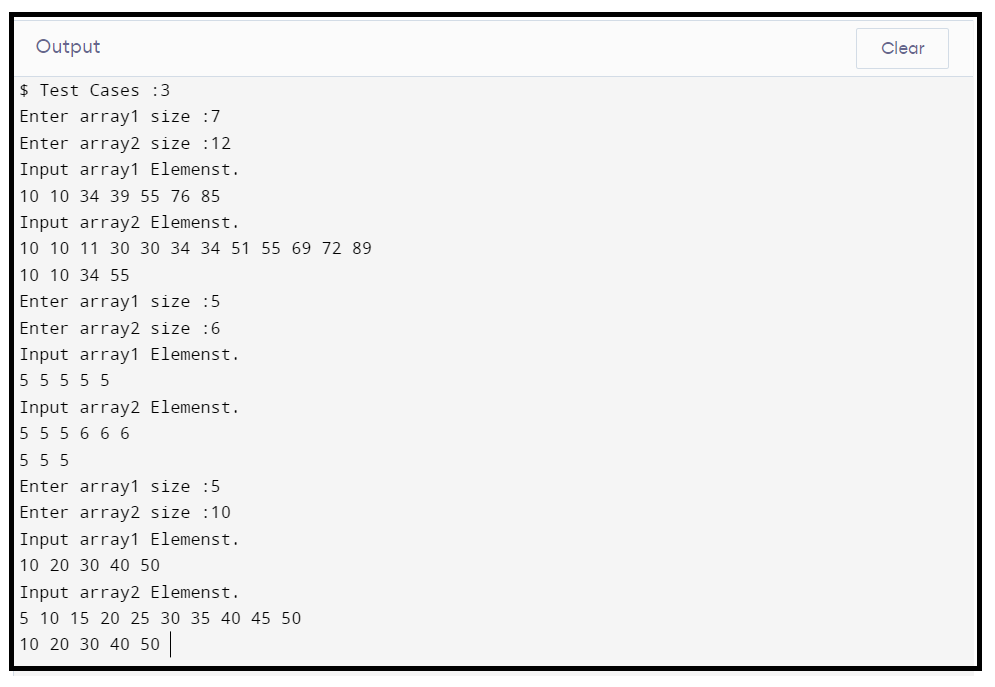 Output
Clear
$ Test Cases :3
Enter array1 size :7
Enter array2 size :12
Input array1 Elemenst.
10 10 34 39 55 76 85
Input array2 Elemenst.
10 10 11 30 30 34 34 51 55 69 72 89
10 10 34 55
Enter array1 size :5
Enter array2 size :6
Input array1 Elemenst.
5 5 5 5 5
Input array2 Elemenst.
5 5 5 6 6 6
5 5 5
Enter array1 size :5
Enter array2 size :10
Input array1 Elemenst.
10 20 30 40 50
Input array2 Elemenst.
5 10 15 20 25 30 35 40 45 50
10 20 30 40 50